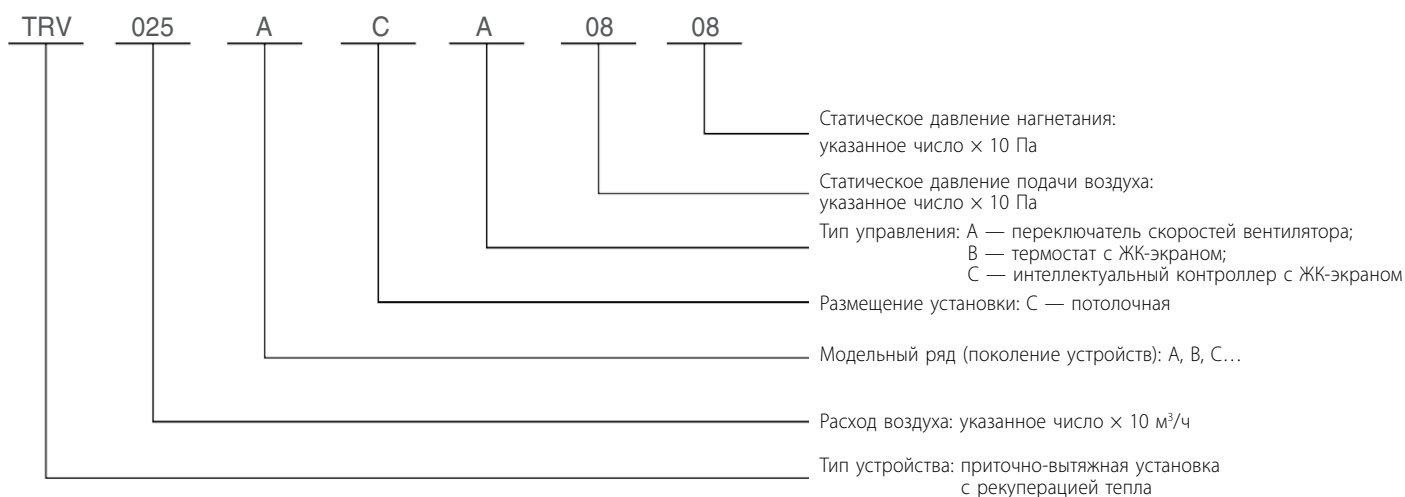 TRV 025 A C A 08 08
Статическое давление нагнетания:
указанное число × 10 Па
Статическое давление подачи воздуха:
указанное число × 10 Па
Тип управления: А — переключатель скоростей вентилятора;
В — термостат с ЖК-экраном;
С — интеллектуальный контроллер с ЖК-экраном
Размещение установки: С — потолочная
Модельный ряд (поколение устройств): А, В, С…
Расход воздуха: указанное число × 10 м³/ч
Тип устройства: приточно-вытяжная установка
с рекуперацией тепла